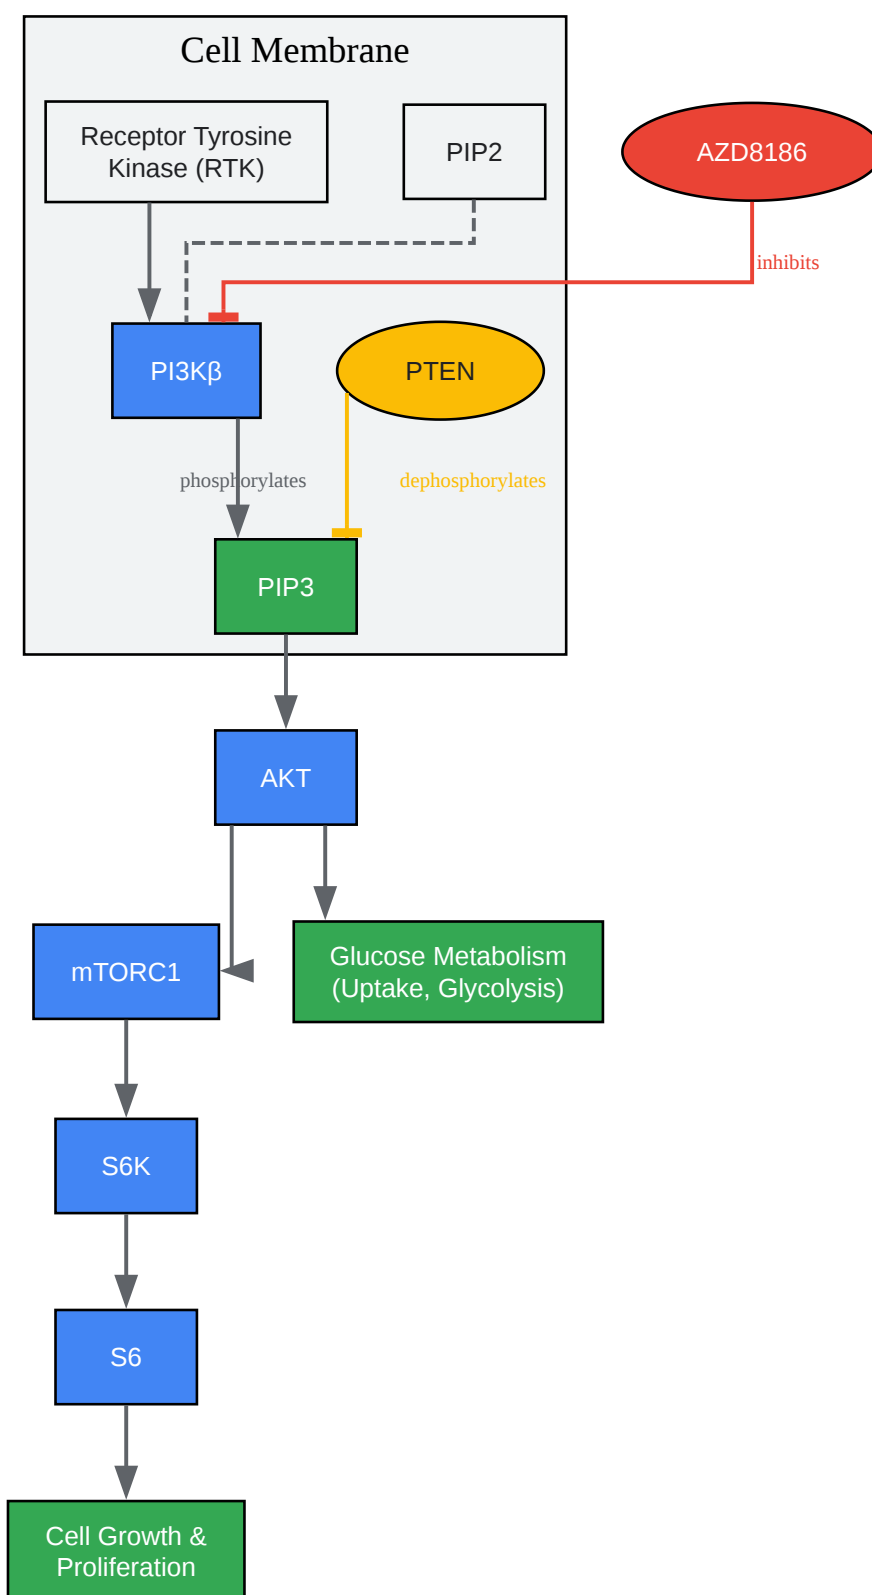 Cell Membrane
Receptor Tyrosine
Kinase (RTK)
PIP2
AZD8186
inhibits
PI3Kβ
PTEN
phosphorylates
dephosphorylates
PIP3
AKT
mTORC1
Glucose Metabolism
(Uptake, Glycolysis)
S6K
S6
Cell Growth &
Proliferation